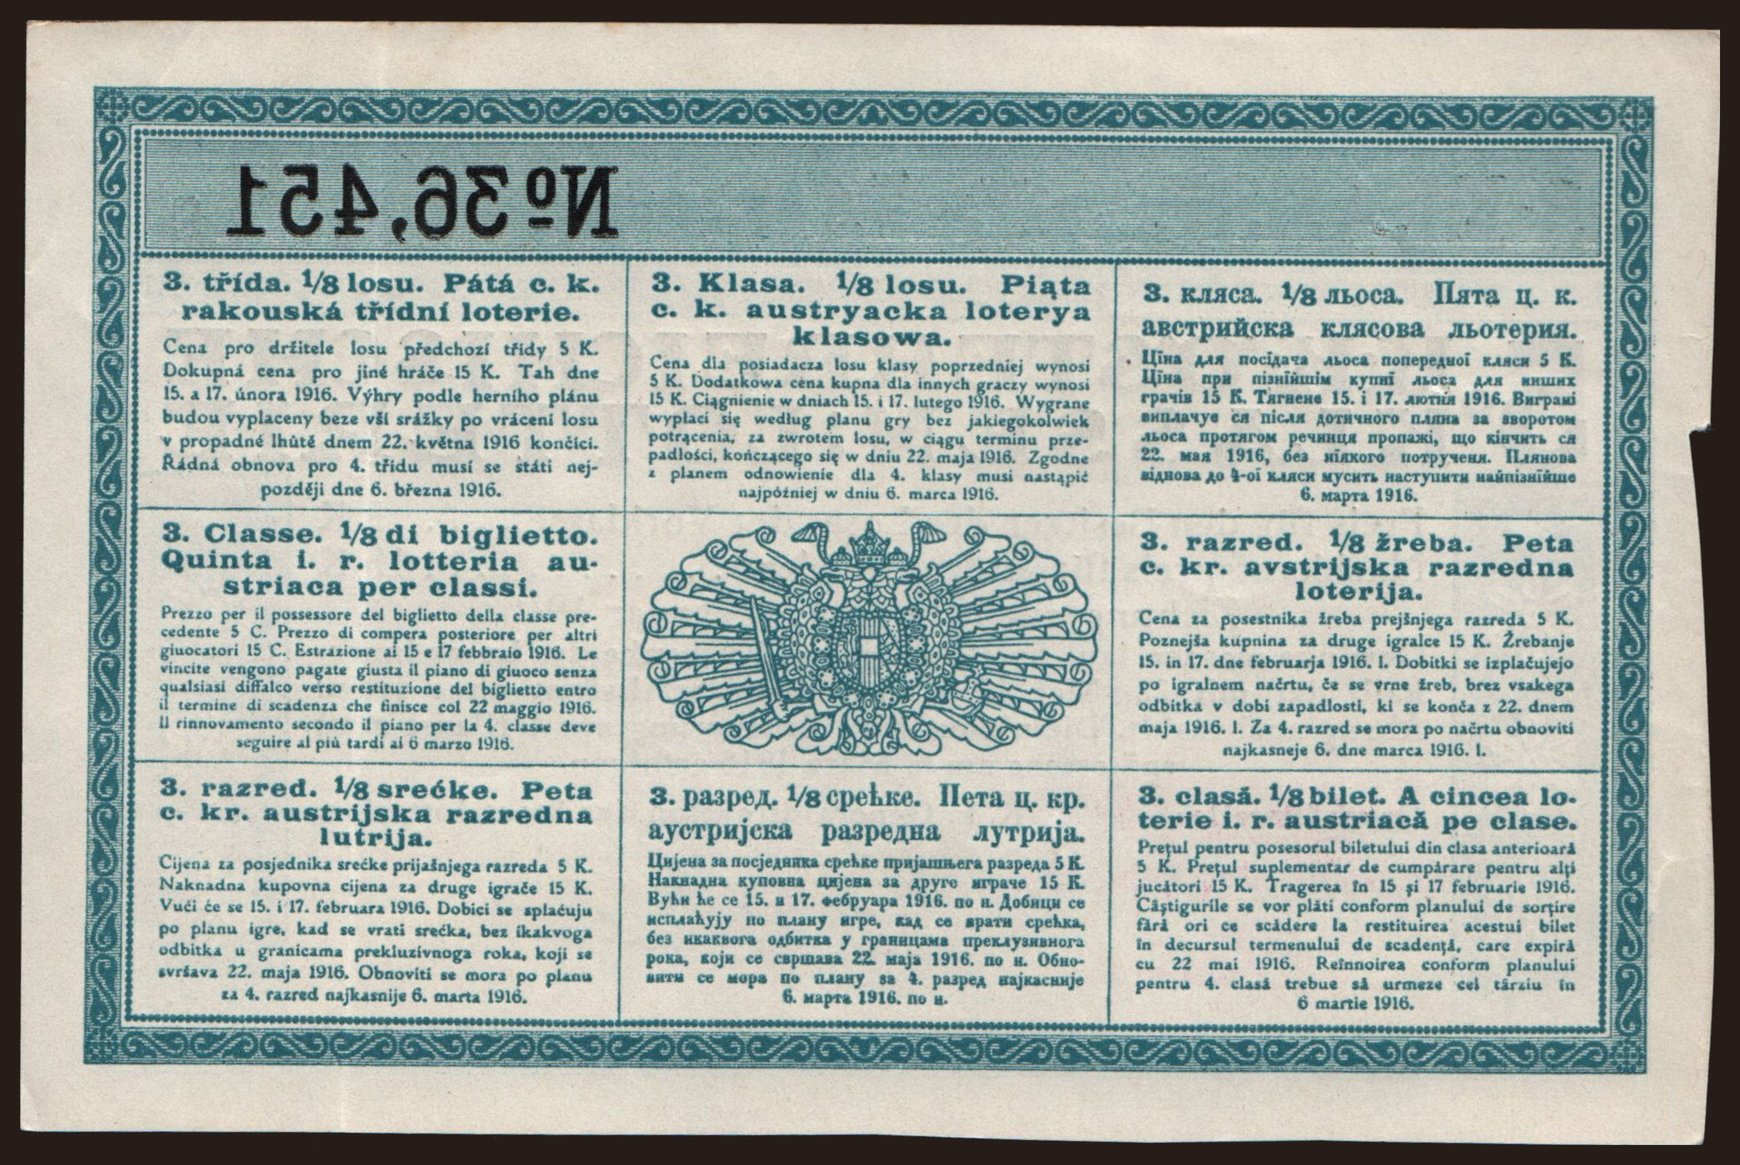 № 36,451
3. třída. 1/8 losu. Pátá c. k.
rakouská třídní loterie.
Cena pro držitele losu předchozí třídy 5 K.
Dokupná cena pro jiné hráče 15 K. Tah dne
15. a 17. února 1916. Výhry podle herního plánu
budou vyplaceny beze vší srážky po vrácení losu
v propadné lhůtě dnem 22. května 1916 končící.
Řádná obnova pro 4. třídu musí se státi nej-
později dne 6. března 1916.
3. Klasa. 1/8 losu. Piąta
c. k. austryacka loterya
klasowa.
Cena dla posiadacza losu klasy poprzedniej wynosi
5 K. Dodatkowa cena kupna dla innych graczy wynosi
15 K. Ciągnienie w dniach 15. i 17. lutego 1916. Wygrane
wypłaci się według planu gry bez jakiegokolwiek
potrącenia, za zwrotem losu, w ciągu terminu prze-
padłości, kończącego się w dniu 22. maja 1916. Zgodne
z planem odnowienie dla 4. klasy musi nastąpić
najpóźniej w dniu 6. marca 1916.
3. кляса. 1/8 льоса. Пята ц. к.
австрийска клясова льотерия.
Цїна для посїдача льоса попередної кляси 5 К.
Цїна при пізнїйшім купнї льоса для инших
грачів 15 К. Тягнене 15. і 17. лютня 1916. Виграні
виплачує ся після дотичного пляна за зворотом
льоса протягом речинця пропажі, що кінчить ся
22. мая 1916, без нїякого потрученя. Плянова
віднова до 4-ої кляси мусить наступити найпізнїйше
6. марта 1916.
3. Classe. 1/8 di biglietto.
Quinta i. r. lotteria au-
striaca per classi.
Prezzo per il possessore del biglietto della classe pre-
cedente 5 C. Prezzo di compera posteriore per altri
giuocatori 15 C. Estrazione ai 15 e 17 febbraio 1916. Le
vincite vengono pagate giusta il piano di giuoco senza
qualsiasi diffalco verso restituzione del biglietto entro
il termine di scadenza che finisce col 22 maggio 1916.
Il rinnovamento secondo il piano per la 4. classe deve
seguire al più tardi ai 6 marzo 1916.
3. razred. 1/8 žreba. Peta
c. kr. avstrijska razredna
loterija.
Cena za posestnika žreba prejšnjega razreda 5 K.
Poznejša kupnina za druge igralce 15 K. Žrebanje
15. in 17. dne februarja 1916. l. Dobitki se izplačujejo
po igralnem načrtu, če se vrne žreb, brez vsakega
odbitka v dobi zapadlosti, ki se konča z 22. dnem
maja 1916. l. Za 4. razred se mora po načrtu obnoviti
najkasneje 6. dne marca 1916. l.
3. razred. 1/8 srećke. Peta
c. kr. austrijska razredna
lutrija.
Cijena za posjednika srećke prijašnjega razreda 5 K.
Naknadna kupovna cijena za druge igrače 15 K.
Vući će se 15. i 17. februara 1916. Dobici se splaćuju
po planu igre, kad se vrati srećka, bez ikakvoga
odbitka u granicama prekluzivnoga roka, koji se
svršava 22. maja 1916. Obnoviti se mora po planu
za 4. razred najkasnije 6. marta 1916.
3. разред. 1/8 срећке. Пета ц. кр.
аустријска разредна лутрија.
Цијена за посједника срећке пријашњега разреда 5 К.
Накнадна куповна цијена за друге играче 15 К.
Вући ће се 15. и 17. фебруара 1916. по н. Добици се
исплаћују по плану игре, кад се врати срећка,
без икаквога одбитка у границама преклузивнога
рока, који се свршава 22. маја 1916. по н. Обно-
вити се мора по плану за 4. разред најкасније
6. марта 1916. по н.
3. clasă. 1/8 bilet. A cincea lo-
terie i. r. austriacă pe clase.
Prețul pentru posesorul biletului din clasa anterioară
5 K. Prețul suplementar de cumpărare pentru alți
jucători 15 K. Tragerea în 15 și 17 februarie 1916.
Câștigurile se vor plăti conform planului de sorțire
fără ori ce scădere la restituirea acestui bilet
în decursul termenului de scadență, care expiră
cu 22 mai 1916. Reînnoirea conform planului
pentru 4. clasă trebue să urmeze cel târziu în
6 martie 1916.